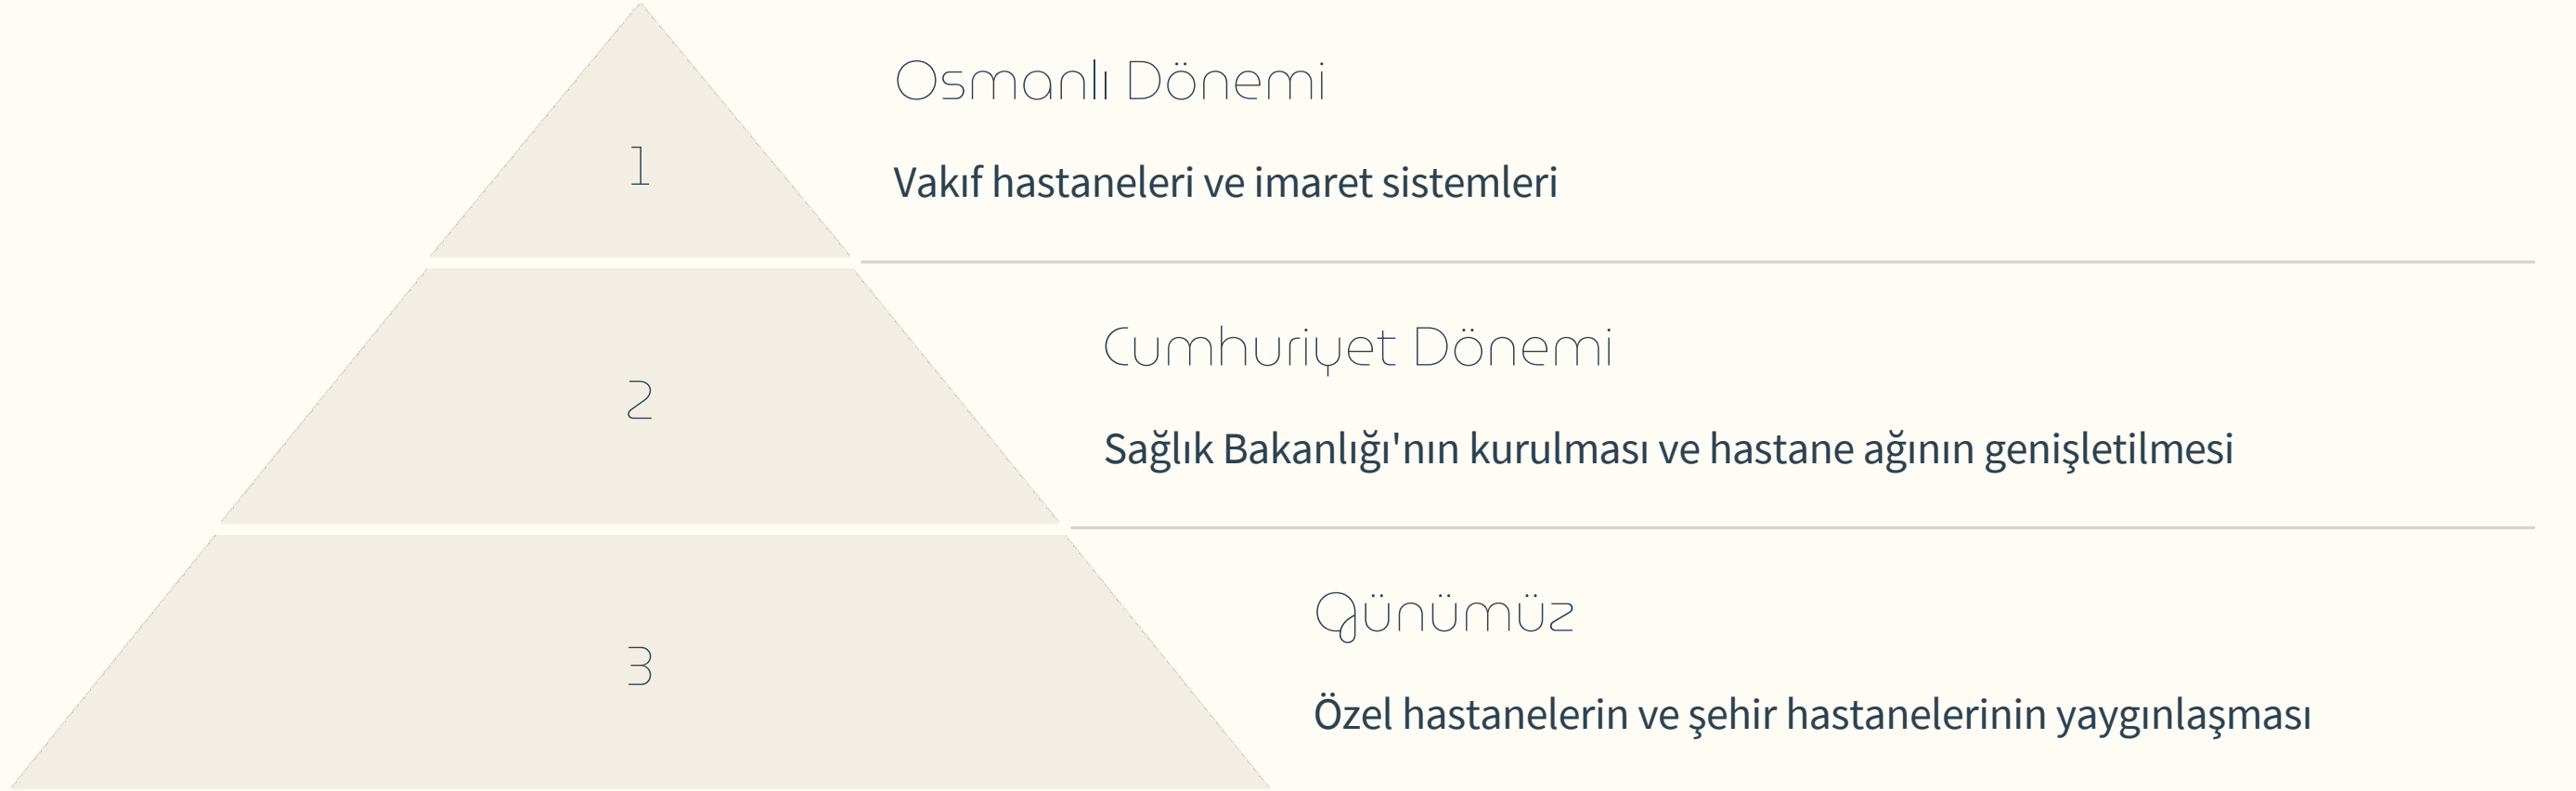 1
Osmanlı Dönemi
Vakıf hastaneleri ve imaret sistemleri
2
Cumhuriyet Dönemi
Sağlık Bakanlığı'nın kurulması ve hastane ağının genişletilmesi
3
Günümüz
Özel hastanelerin ve şehir hastanelerinin yaygınlaşması